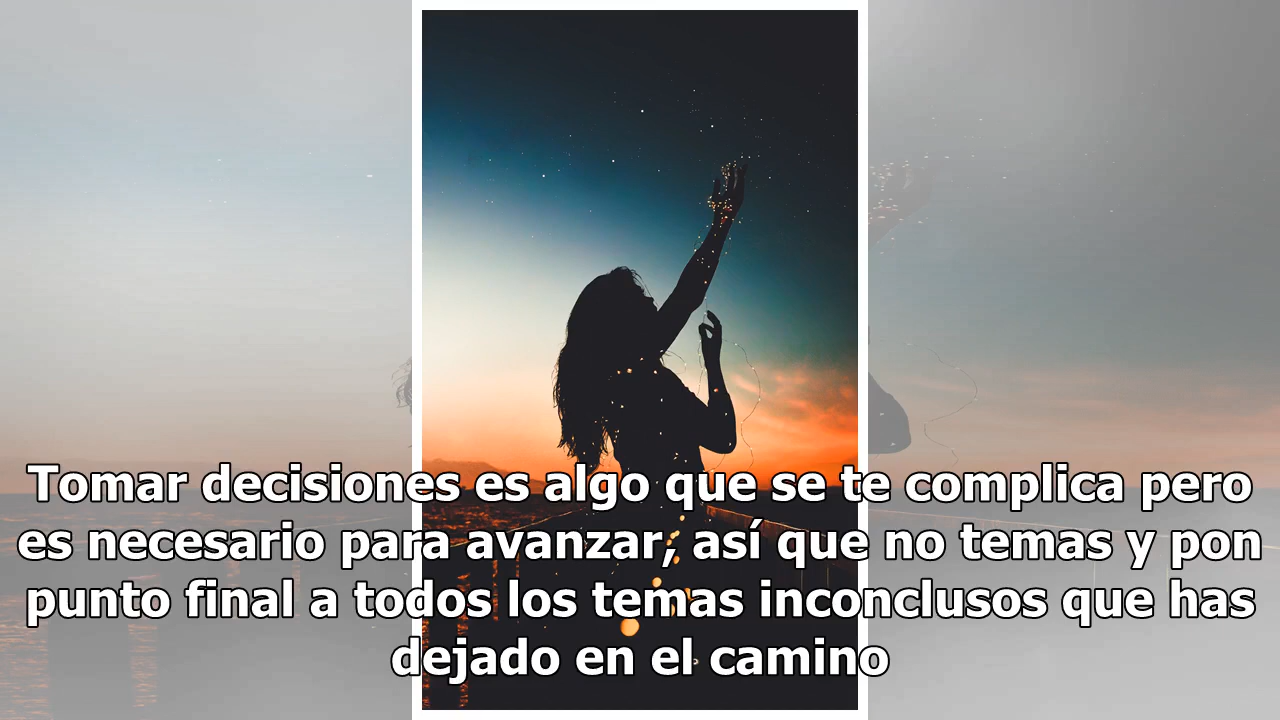 Tomar decisiones es algo que se te complica pero
es necesario para avanzar, así que no temas y pon
punto final a todos los temas inconclusos que has
dejado en el camino